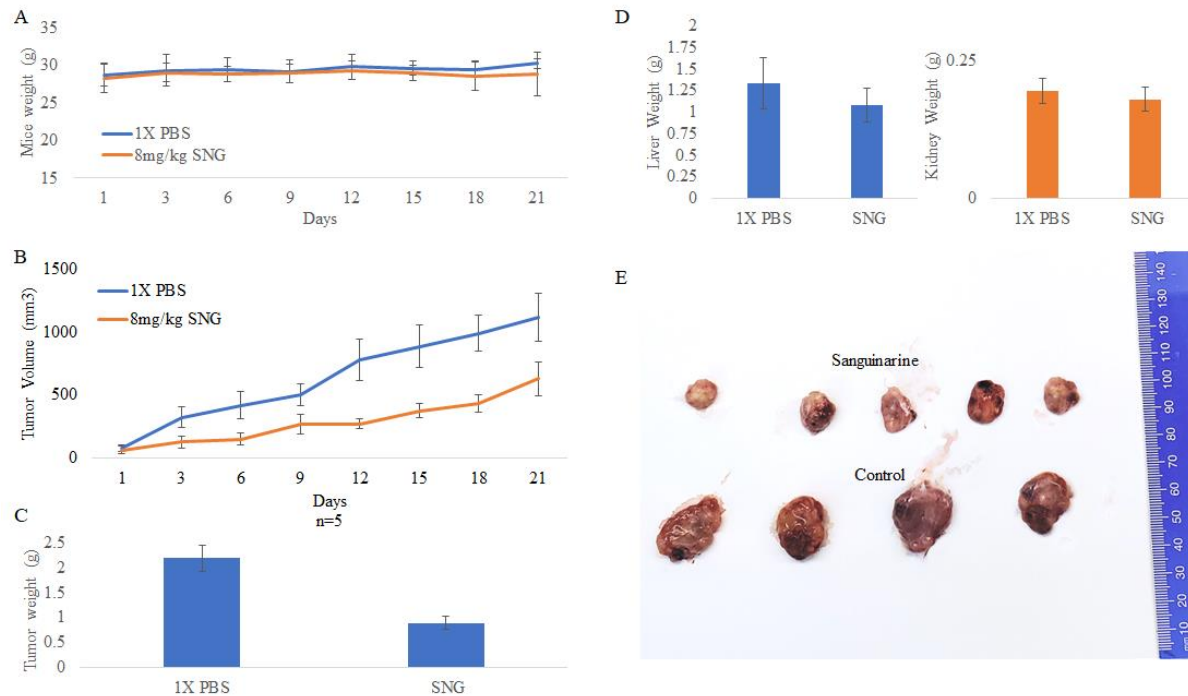 A
Mice weight (g)
35
30
25
20
15
1X PBS
8mg/kg SNG
1 3 6 9 12 15 18 21
Days
B
Tumor Volume (mm3)
1500
1000
500
0
1X PBS
8mg/kg SNG
1 3 6 9 12 15 18 21
Days
n=5
C
Tumor weight (g)
2.5
2
1.5
1
0.5
0
1X PBS SNG
D
Liver Weight (g)
2
1.75
1.5
1.25
1
0.75
0.5
0.25
0
1X PBS SNG
Kidney Weight (g)
0.25
0
1X PBS SNG
E
Sanguinarine
Control
140
130
120
110
100
90
80
70
60
50
40
30
20
mm 10